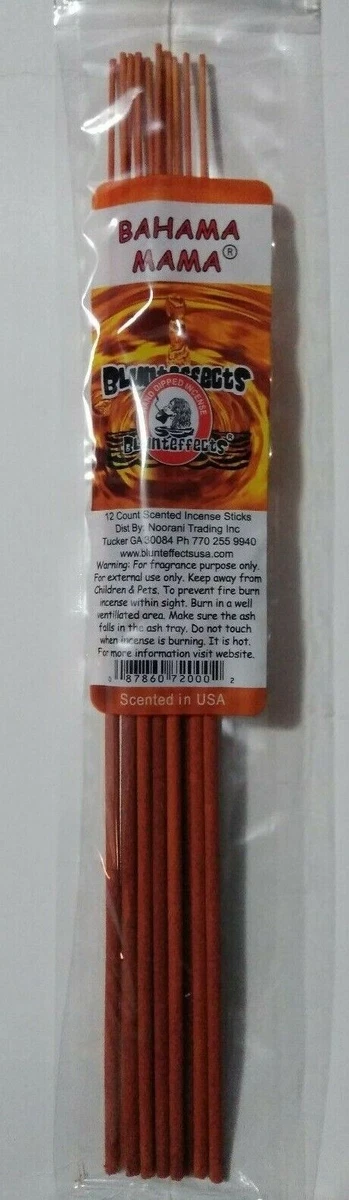 BAHAMA
MAMA®
Blunteffects
HAND DIPPED INCENSE
Blunteffects®
12 Count Scented Incense Sticks
Dist By: Noorani Trading Inc
Tucker GA 30084 Ph 770 255 9940
www.blunteffectsusa.com
Warning: For fragrance purpose only.
For external use only. Keep away from
Children & Pets. To prevent fire burn
incense within sight. Burn in a well
ventilated area. Make sure the ash
falls in the ash tray. Do not touch
when incense is burning. It is hot.
For more information visit website.
0 87860 72000 2
Scented in USA